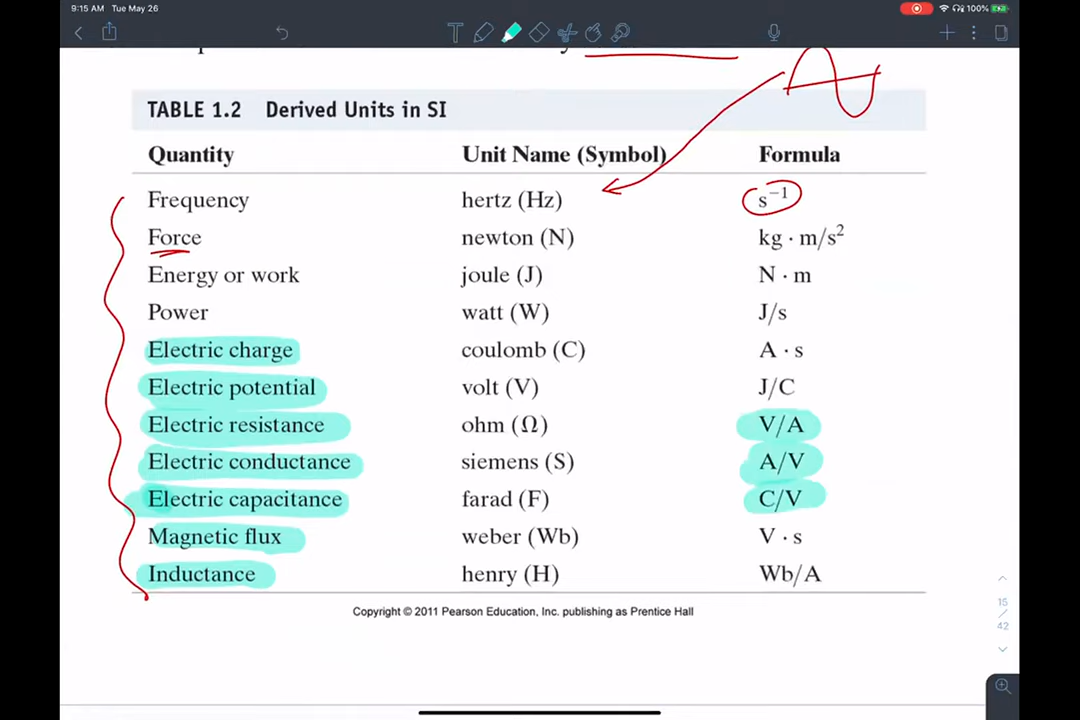 9:15 AM Tue May 26
100%
TABLE 1.2 Derived Units in SI
Quantity Unit Name (Symbol) Formula
Frequency hertz (Hz) s⁻¹
Force newton (N) kg · m/s²
Energy or work joule (J) N · m
Power watt (W) J/s
Electric charge coulomb (C) A · s
Electric potential volt (V) J/C
Electric resistance ohm (Ω) V/A
Electric conductance siemens (S) A/V
Electric capacitance farad (F) C/V
Magnetic flux weber (Wb) V · s
Inductance henry (H) Wb/A
Copyright © 2011 Pearson Education, Inc. publishing as Prentice Hall
15
/
42